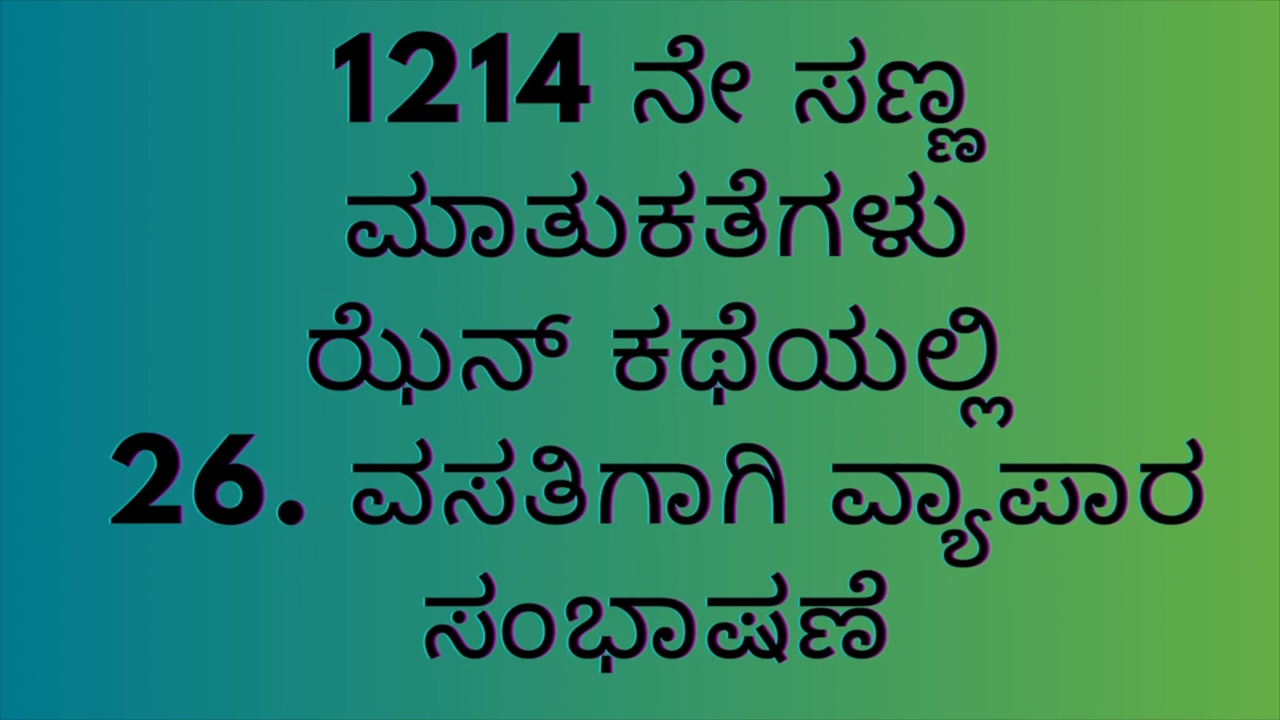 1214 ನೇ ಸಣ್ಣ
ಮಾತುಕತೆಗಳು
ಝೆನ್ ಕಥೆಯಲ್ಲಿ
26. ವಸತಿಗಾಗಿ ವ್ಯಾಪಾರ
ಸಂಭಾಷಣೆ